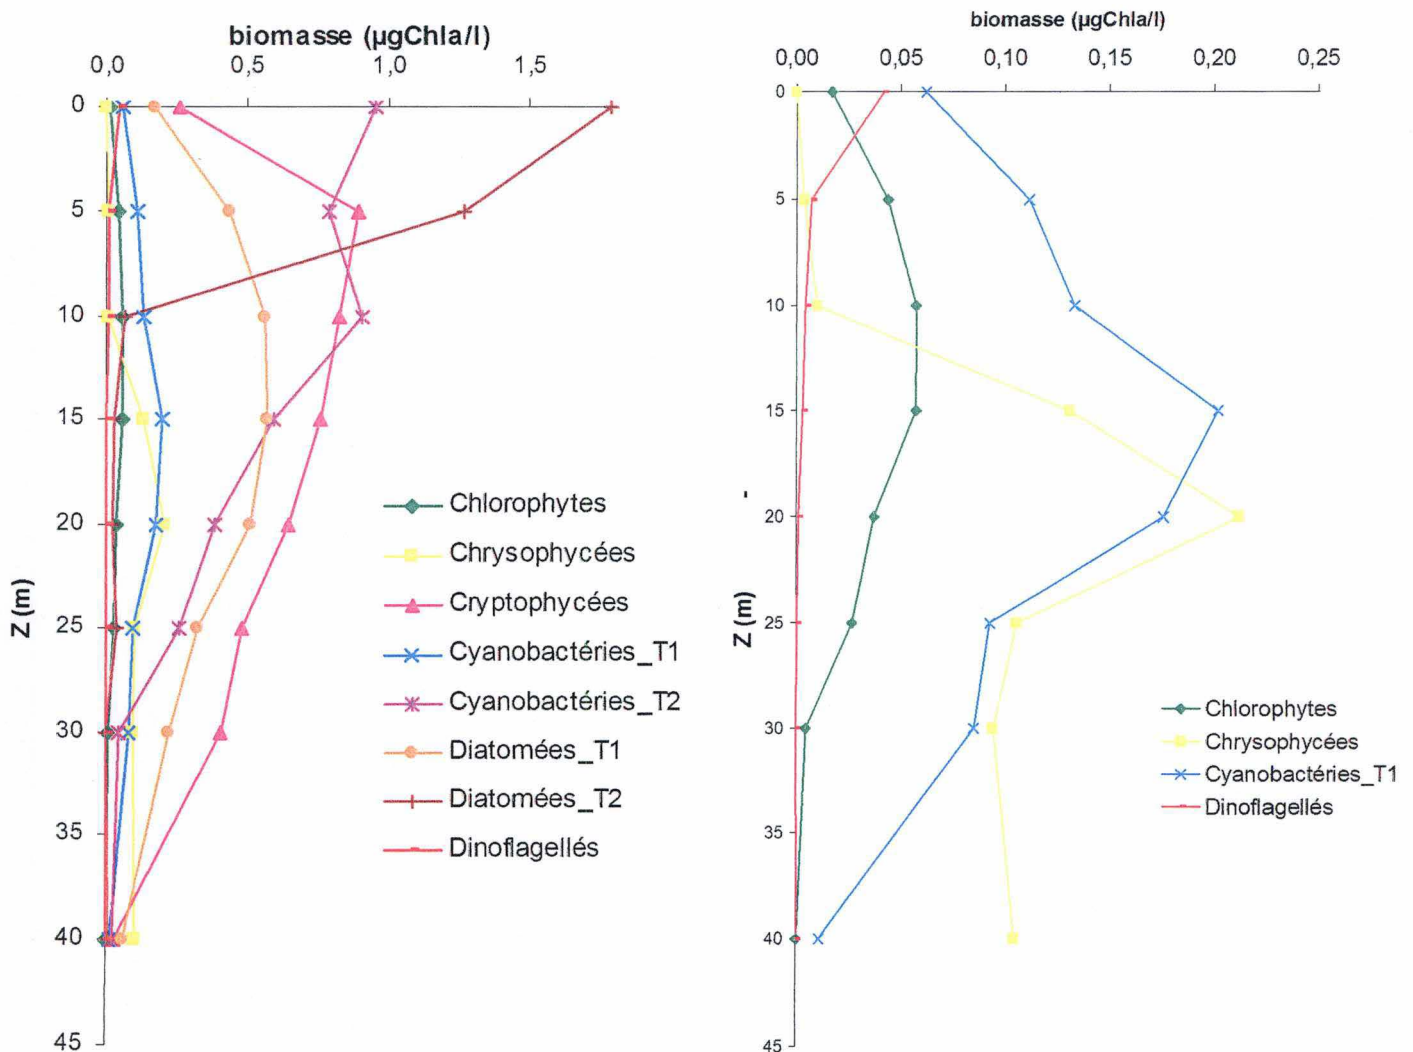 biomasse (µgChla/l)
0,0 0,5 1,0 1,5
0
5
10
15
20
25
30
35
40
45
Z (m)
Chlorophytes
Chrysophycées
Cryptophycées
Cyanobactéries_T1
Cyanobactéries_T2
Diatomées_T1
Diatomées_T2
Dinoflagellés
biomasse (µgChla/l)
0,00 0,05 0,10 0,15 0,20 0,25
0
5
10
15
20
25
30
35
40
45
Z (m)
Chlorophytes
Chrysophycées
Cyanobactéries_T1
Dinoflagellés